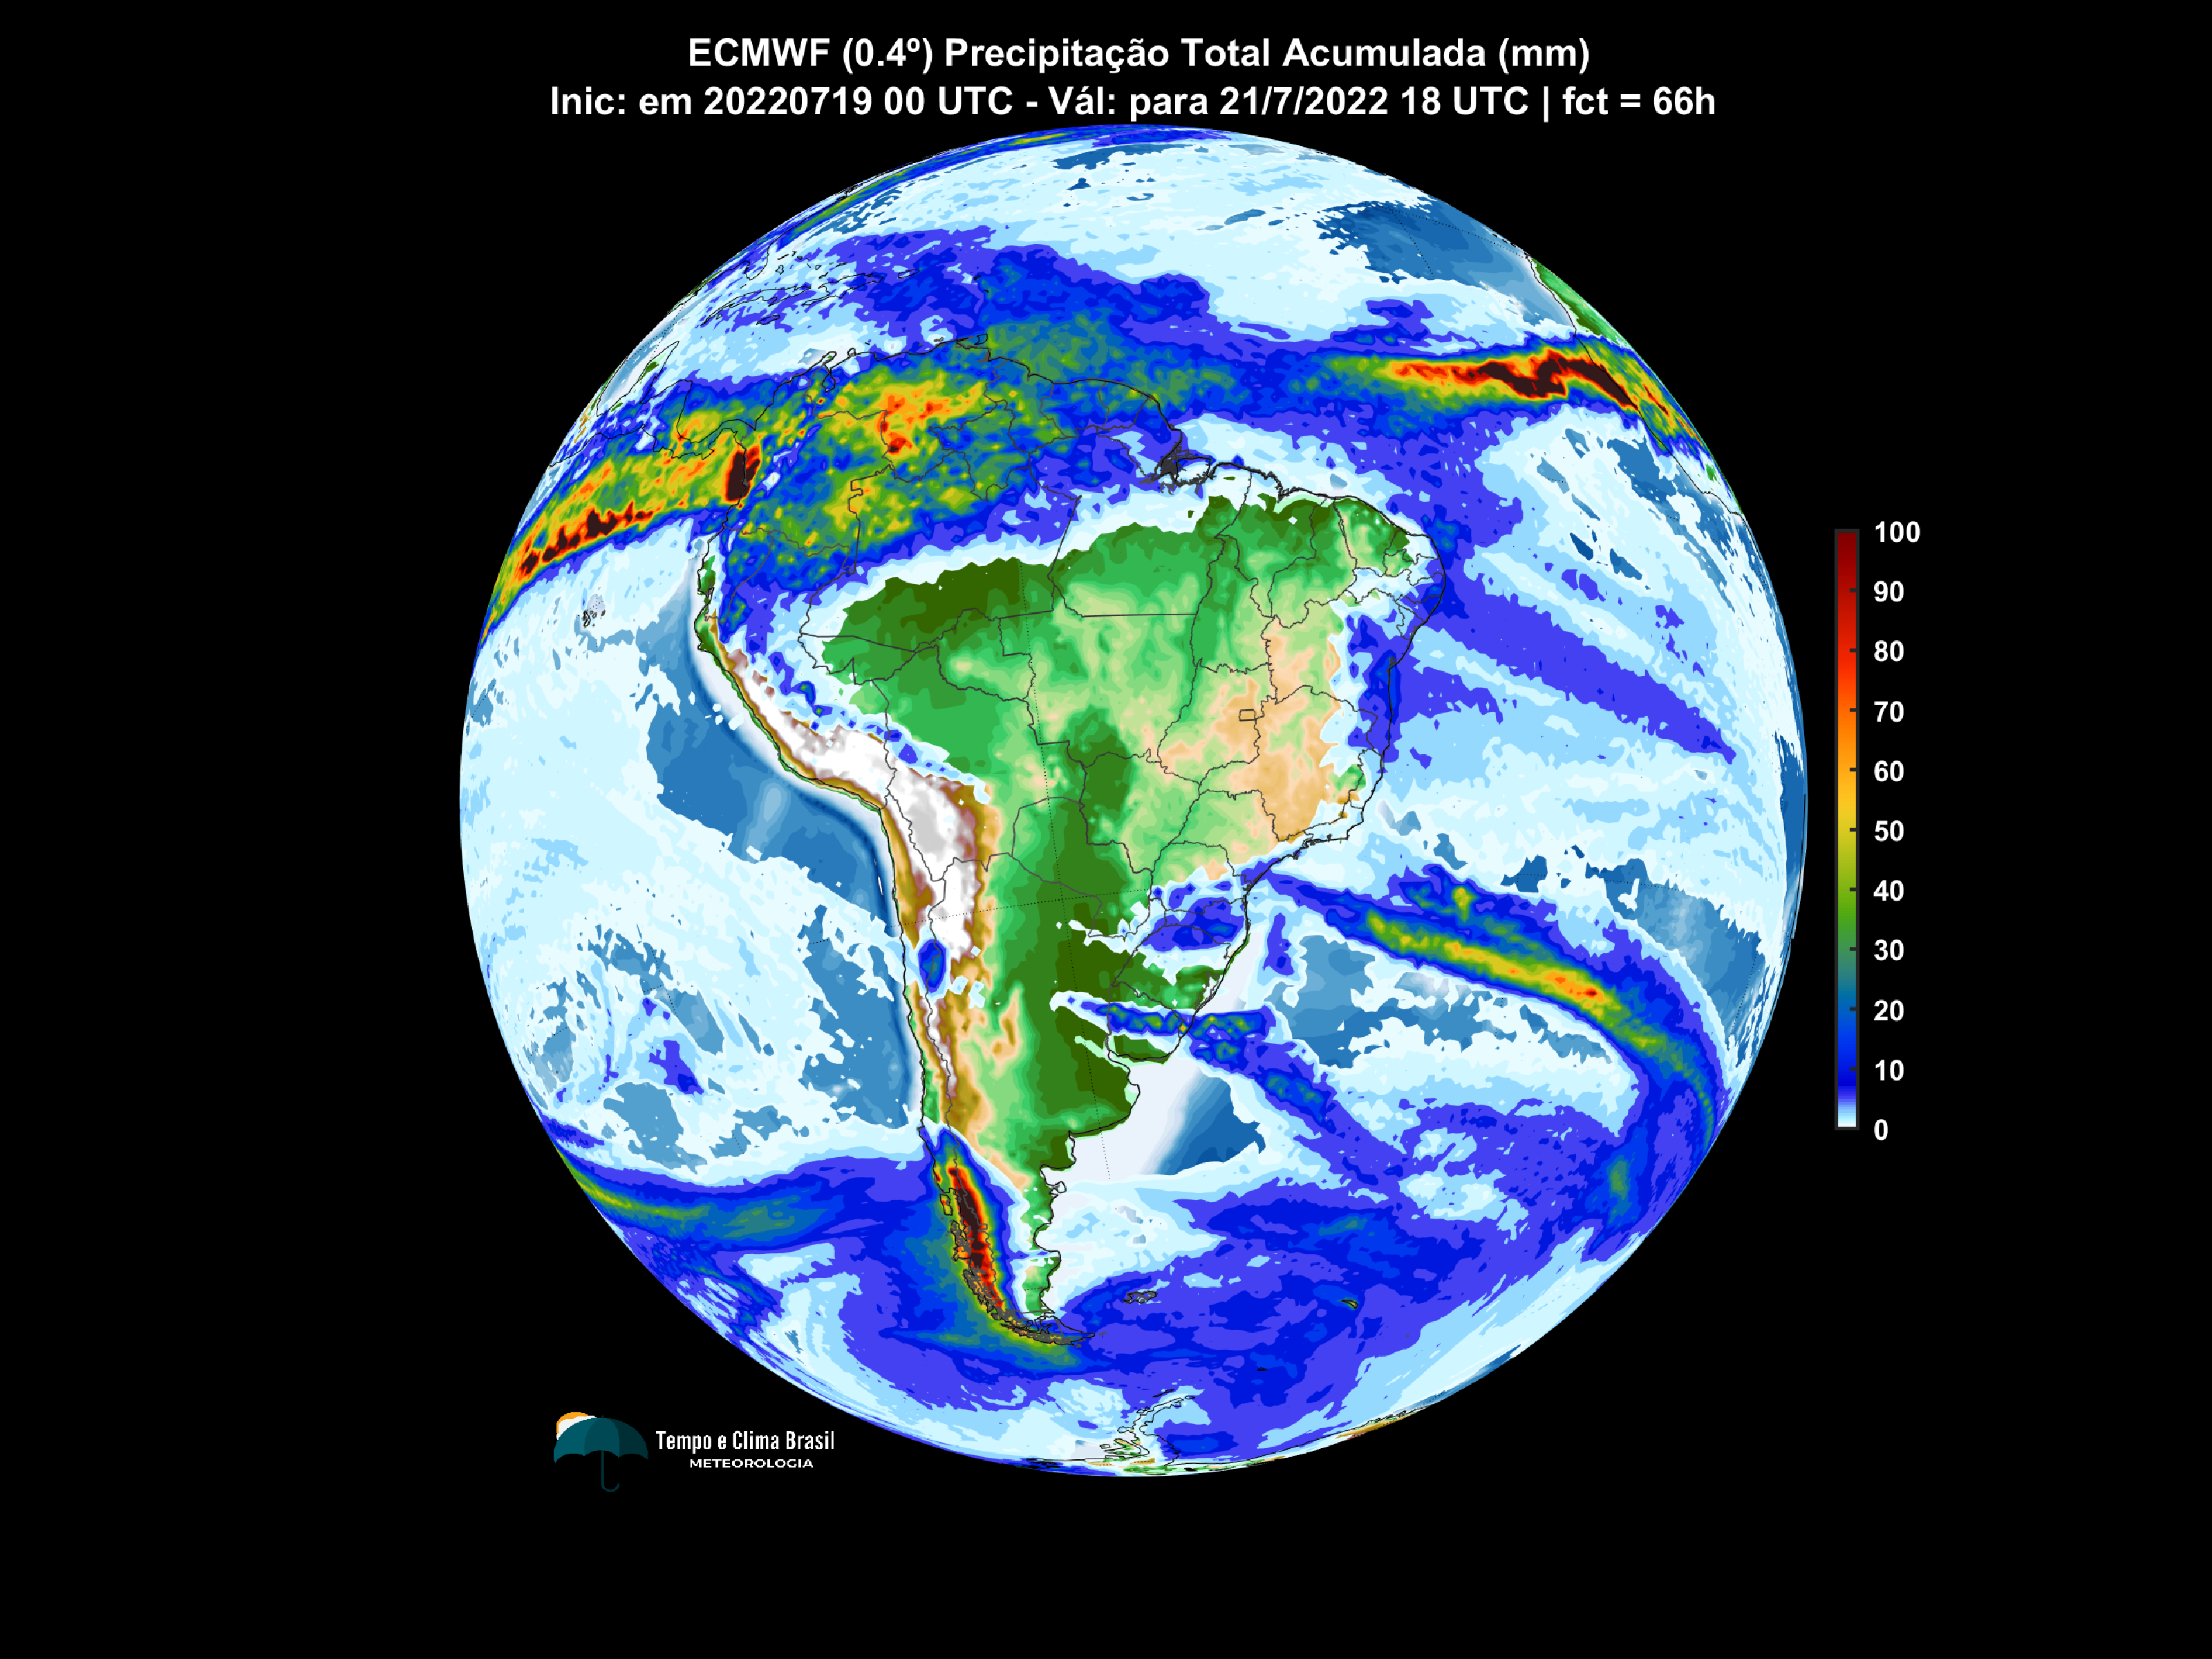 ECMWF (0.4º) Precipitação Total Acumulada (mm)
Inic: em 20220719 00 UTC - Vál: para 21/7/2022 18 UTC | fct = 66h
100
90
80
70
60
50
40
30
20
10
0
Tempo e Clima Brasil
METEOROLOGIA